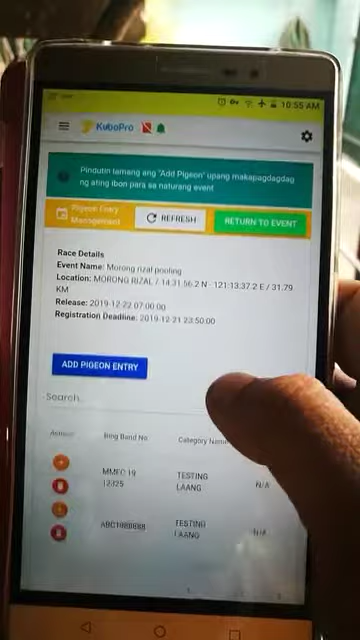 10:55 AM
KuboPro
Pindutin lamang ang "Add Pigeon" upang makapagdagdag
ng ating ibon para sa naturang event
Pigeon Entry
Management
REFRESH
RETURN TO EVENT
Race Details
Event Name: Morong rizal pooling
Location: MORONG RIZAL / 14.31.56.2 N - 121.13.37.2 E / 31.79
KM
Release: 2019-12-22 07:00:00
Registration Deadline: 2019-12-21 23:50:00
ADD PIGEON ENTRY
Search
Actions
Ring Band No.
Category Name
MMFC 19
12325
TESTING
LAANG
N/A
TESTING
LAANG
N/A